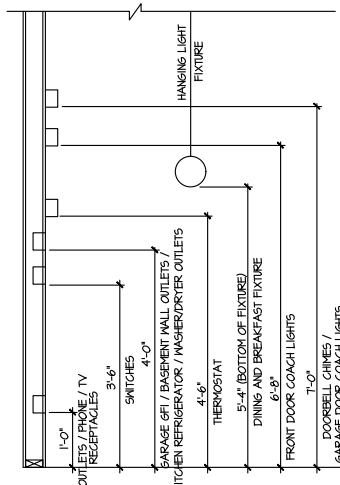 HANGING LIGHT
FIXTURE
1'-0"
OUTLETS / PHONE / TV
RECEPTACLES
3'-6"
SWITCHES
4'-0"
GARAGE GFI / BASEMENT WALL OUTLETS /
KITCHEN REFRIGERATOR / WASHER/DRYER OUTLETS
4'-6"
THERMOSTAT
5'-4" (BOTTOM OF FIXTURE)
DINING AND BREAKFAST FIXTURE
6'-8"
FRONT DOOR COACH LIGHTS
7'-0"
DOORBELL CHIMES /
GARAGE DOOR COACH LIGHTS